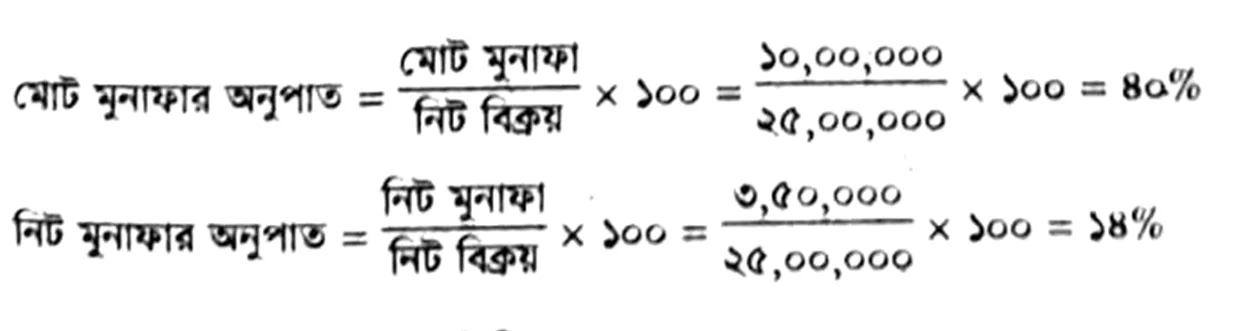 মোট মুনাফার অনুপাত = মোট মুনাফা / নিট বিক্রয় × ১০০ = ১০,০০,০০০ / ২৫,০০,০০০ × ১০০ = ৪০%
নিট মুনাফার অনুপাত = নিট মুনাফা / নিট বিক্রয় × ১০০ = ৩,৫০,০০০ / ২৫,০০,০০০ × ১০০ = ১৪%